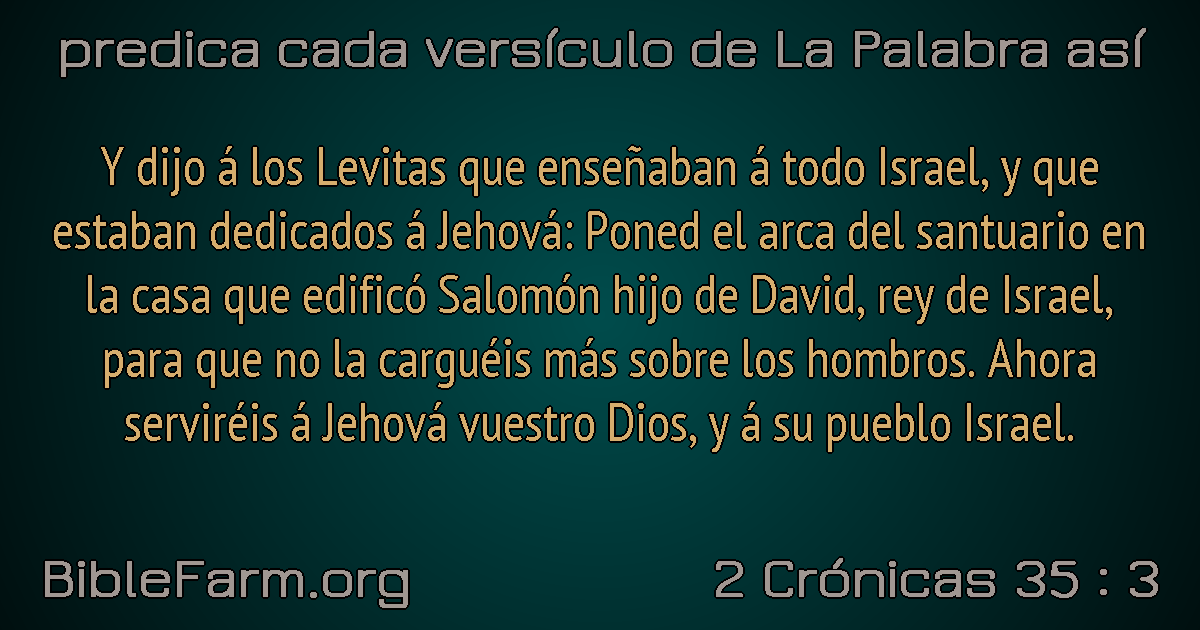 predica cada versículo de La Palabra así
Y dijo á los Levitas que enseñaban á todo Israel, y que
estaban dedicados á Jehová: Poned el arca del santuario en
la casa que edificó Salomón hijo de David, rey de Israel,
para que no la carguéis más sobre los hombros. Ahora
serviréis á Jehová vuestro Dios, y á su pueblo Israel.
BibleFarm.org
2 Crónicas 35 : 3